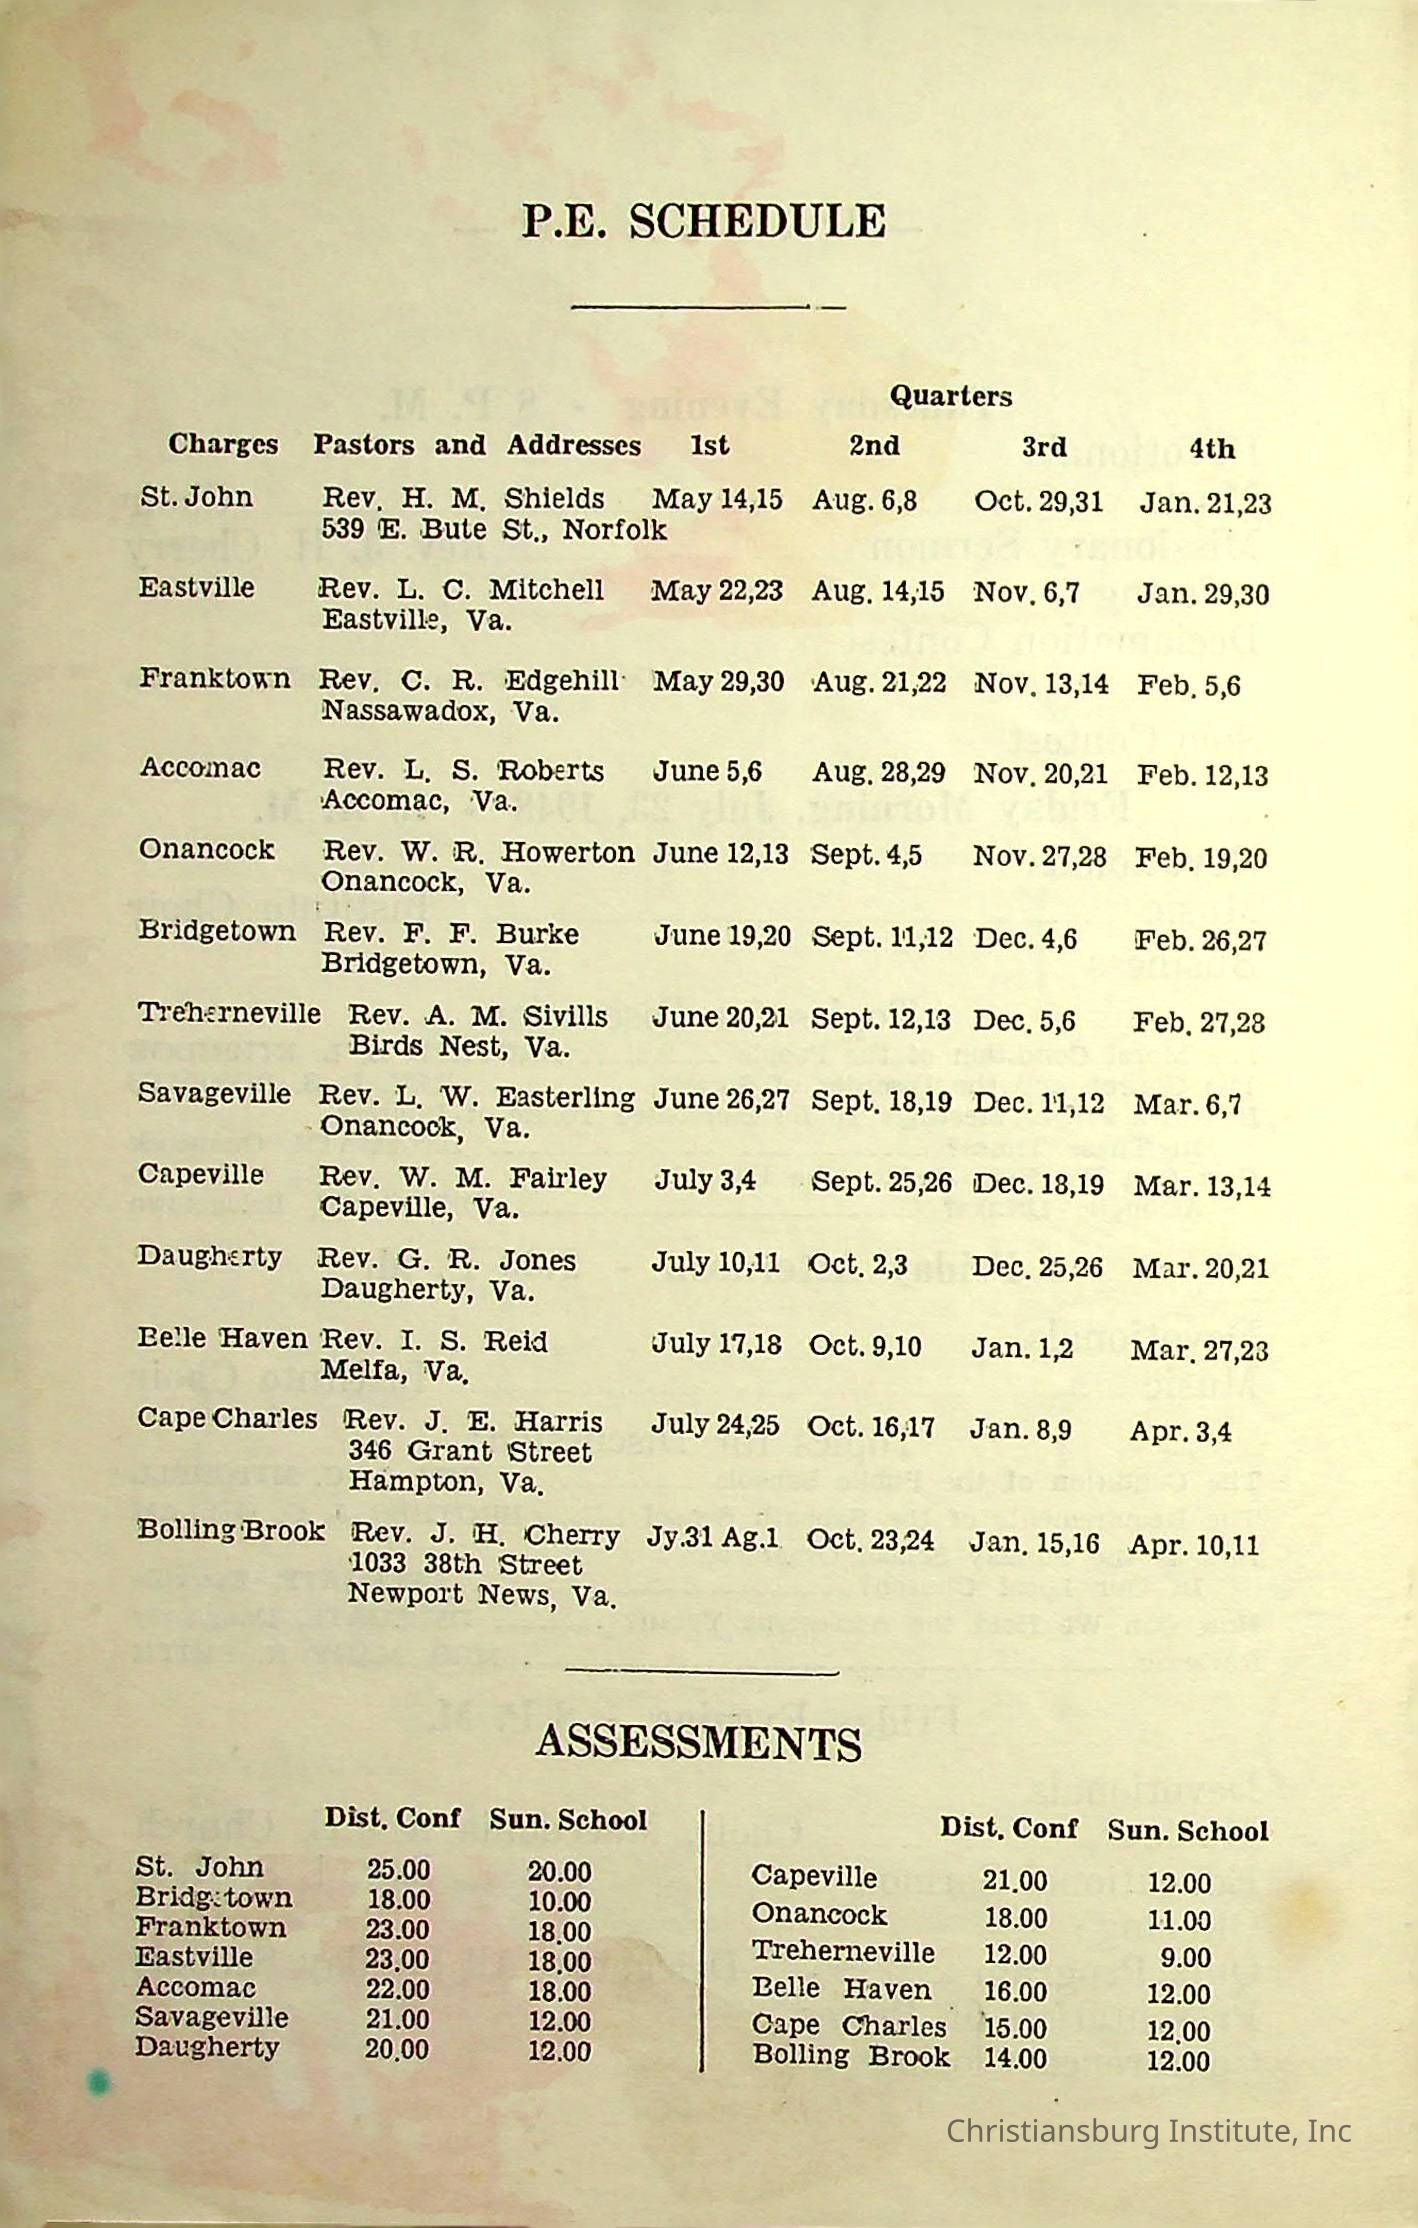 P.E. SCHEDULE
Quarters
Charges Pastors and Addresses 1st 2nd 3rd 4th
St. John Rev. H. M. Shields May 14,15 Aug. 6,8 Oct. 29,31 Jan. 21,23
539 E. Bute St., Norfolk
Eastville Rev. L. C. Mitchell May 22,23 Aug. 14,15 Nov. 6,7 Jan. 29,30
Eastville, Va.
Franktown Rev. C. R. Edgehill May 29,30 Aug. 21,22 Nov. 13,14 Feb. 5,6
Nassawadox, Va.
Accomac Rev. L. S. Roberts June 5,6 Aug. 28,29 Nov. 20,21 Feb. 12,13
Accomac, Va.
Onancock Rev. W. R. Howerton June 12,13 Sept. 4,5 Nov. 27,28 Feb. 19,20
Onancock, Va.
Bridgetown Rev. F. F. Burke June 19,20 Sept. 11,12 Dec. 4,6 Feb. 26,27
Bridgetown, Va.
Treherneville Rev. A. M. Sivills June 20,21 Sept. 12,13 Dec. 5,6 Feb. 27,28
Birds Nest, Va.
Savageville Rev. L. W. Easterling June 26,27 Sept. 18,19 Dec. 11,12 Mar. 6,7
Onancock, Va.
Capeville Rev. W. M. Fairley July 3,4 Sept. 25,26 Dec. 18,19 Mar. 13,14
Capeville, Va.
Daugherty Rev. G. R. Jones July 10,11 Oct. 2,3 Dec. 25,26 Mar. 20,21
Daugherty, Va.
Belle Haven Rev. I. S. Reid July 17,18 Oct. 9,10 Jan. 1,2 Mar. 27,28
Melfa, Va.
Cape Charles Rev. J. E. Harris July 24,25 Oct. 16,17 Jan. 8,9 Apr. 3,4
346 Grant Street
Hampton, Va.
Bolling Brook Rev. J. H. Cherry Jy.31 Ag.1 Oct. 23,24 Jan. 15,16 Apr. 10,11
1033 38th Street
Newport News, Va.
ASSESSMENTS
Dist. Conf Sun. School
St. John 25.00 20.00
Bridgetown 18.00 10.00
Franktown 23.00 18.00
Eastville 23.00 18.00
Accomac 22.00 18.00
Savageville 21.00 12.00
Daugherty 20.00 12.00
Dist. Conf Sun. School
Capeville 21.00 12.00
Onancock 18.00 11.00
Treherneville 12.00 9.00
Belle Haven 16.00 12.00
Cape Charles 15.00 12.00
Bolling Brook 14.00 12.00
Christiansburg Institute, Inc